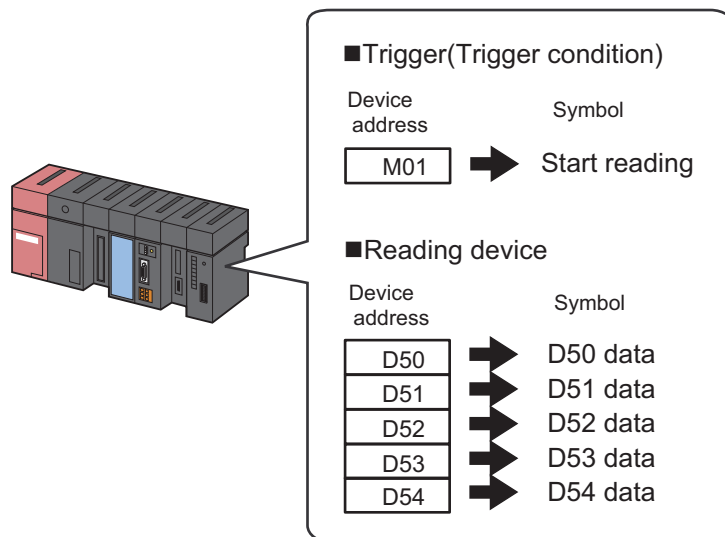 ■Trigger(Trigger condition)
Device address
Symbol
M01
Start reading
■Reading device
Device address
Symbol
D50
D50 data
D51
D51 data
D52
D52 data
D53
D53 data
D54
D54 data